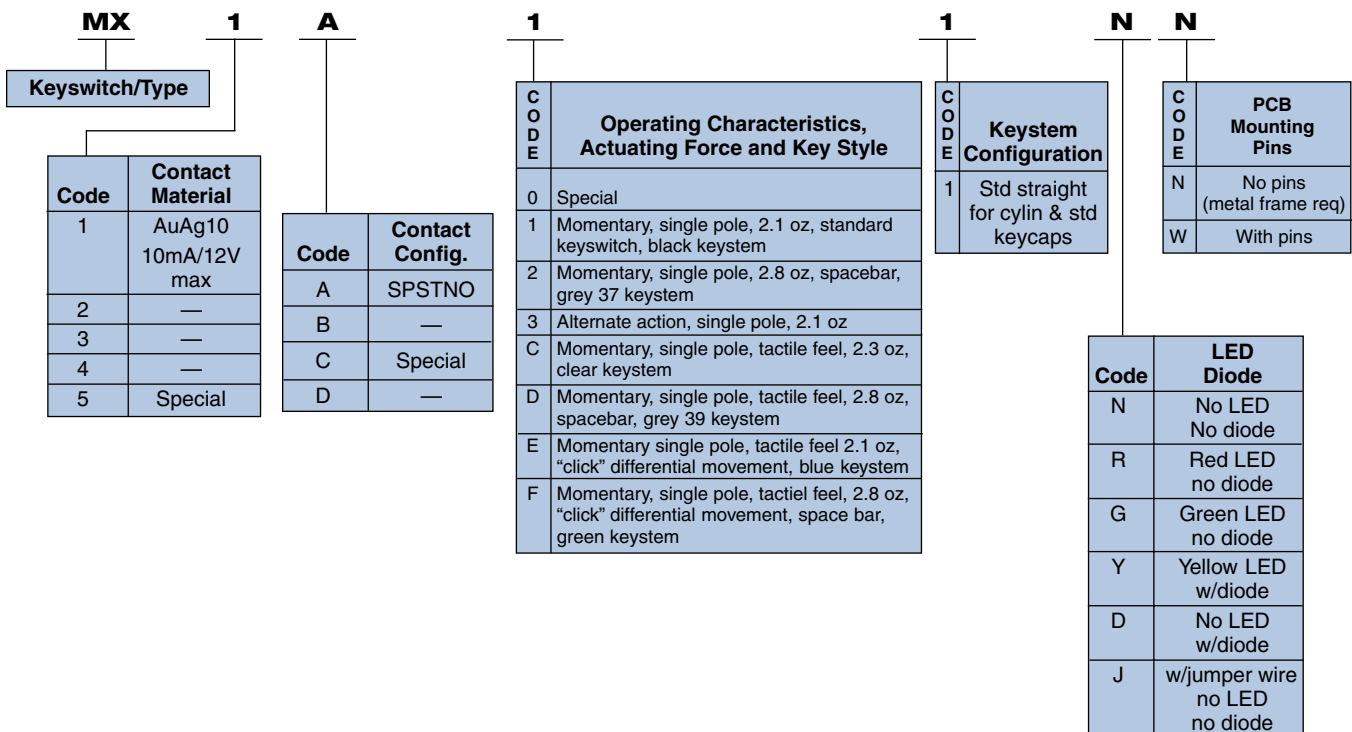 MX 1 A 1 1 N N
Keyswitch/Type
Code Contact Material
1 AuAg10
10mA/12V
max
2 —
3 —
4 —
5 Special
Code Contact Config.
A SPSTNO
B —
C Special
D —
CODE Operating Characteristics,
Actuating Force and Key Style
0 Special
1 Momentary, single pole, 2.1 oz, standard
keyswitch, black keystem
2 Momentary, single pole, 2.8 oz, spacebar,
grey 37 keystem
3 Alternate action, single pole, 2.1 oz
C Momentary, single pole, tactile feel, 2.3 oz,
clear keystem
D Momentary, single pole, tactile feel, 2.8 oz,
spacebar, grey 39 keystem
E Momentary single pole, tactile feel 2.1 oz,
“click” differential movement, blue keystem
F Momentary, single pole, tactiel feel, 2.8 oz,
“click” differential movement, space bar,
green keystem
CODE Keystem
Configuration
1 Std straight
for cylin & std
keycaps
CODE PCB
Mounting
Pins
N No pins
(metal frame req)
W With pins
Code LED
Diode
N No LED
No diode
R Red LED
no diode
G Green LED
no diode
Y Yellow LED
w/diode
D No LED
w/diode
J w/jumper wire
no LED
no diode